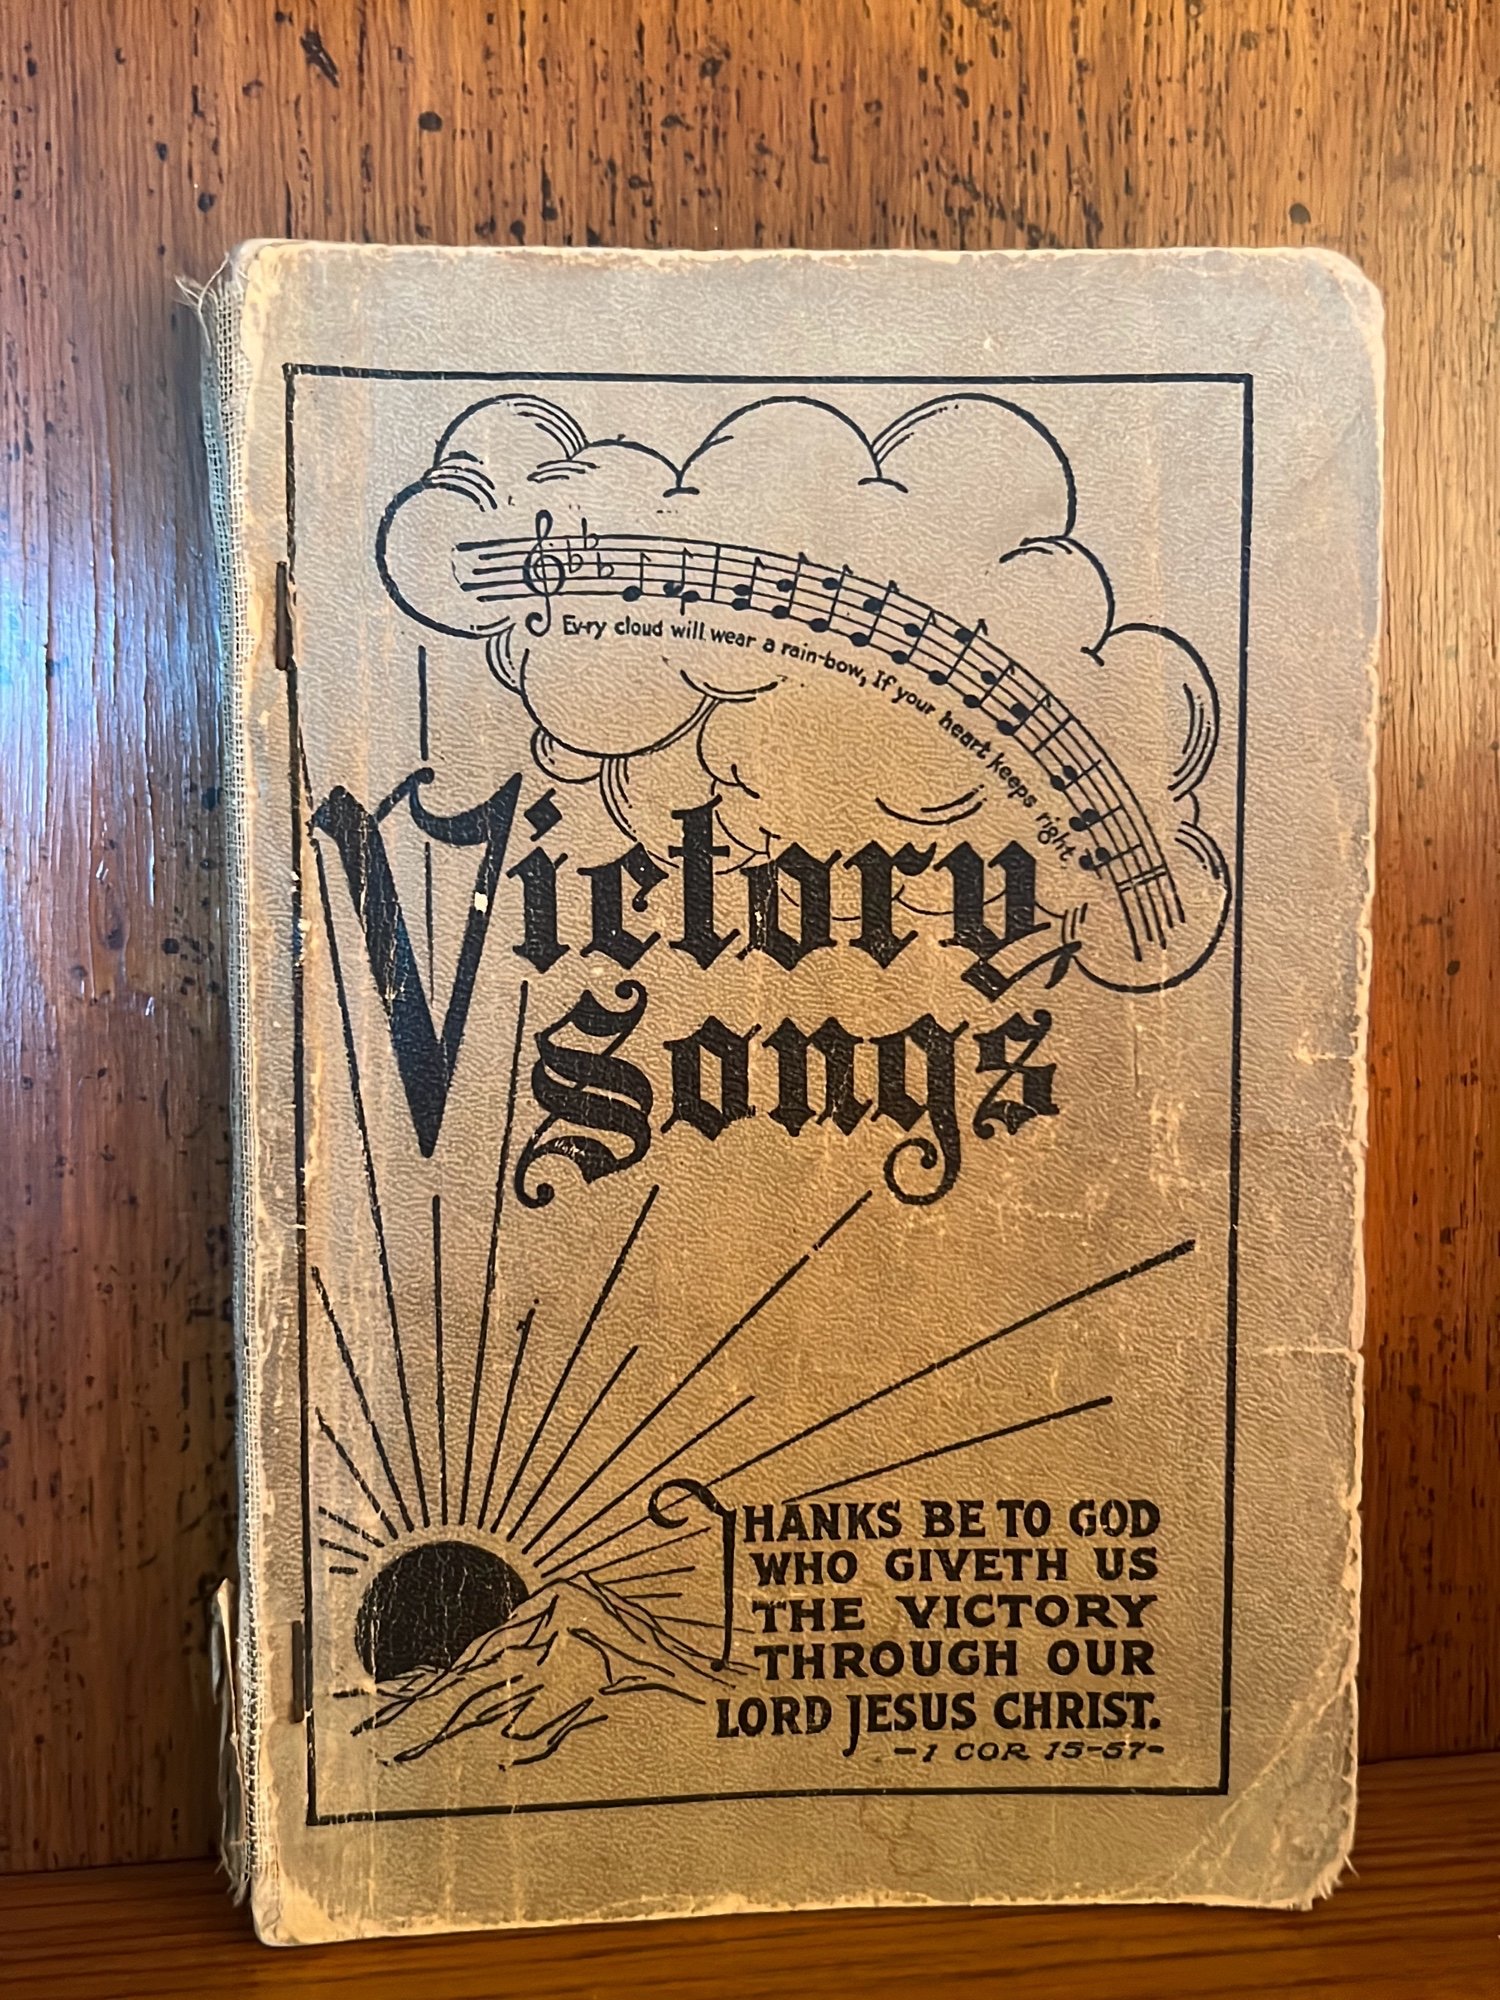 Ev-ry cloud will wear a rain-bow, If your heart keeps right.
Victory
Songs
THANKS BE TO GOD
WHO GIVETH US
THE VICTORY
THROUGH OUR
LORD JESUS CHRIST.
-1 COR 15-57-